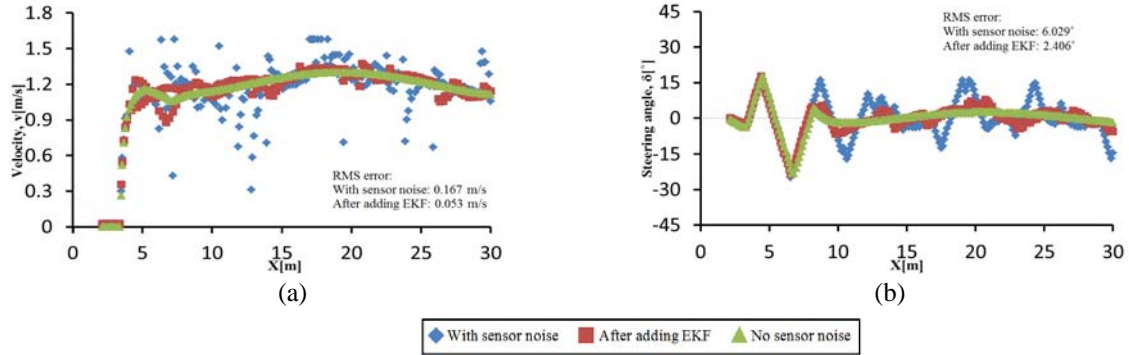 1.8
1.5
1.2
0.9
0.6
0.3
0
Velocity, v[m/s]
RMS error:
With sensor noise: 0.167 m/s
After adding EKF: 0.053 m/s
0 5 10 15 20 25 30
X[m]
(a)
45
30
15
0
-15
-30
-45
Steering angle, δ[°]
RMS error:
With sensor noise: 6.029°
After adding EKF: 2.406°
0 5 10 15 20 25 30
X[m]
(b)
With sensor noise After adding EKF No sensor noise